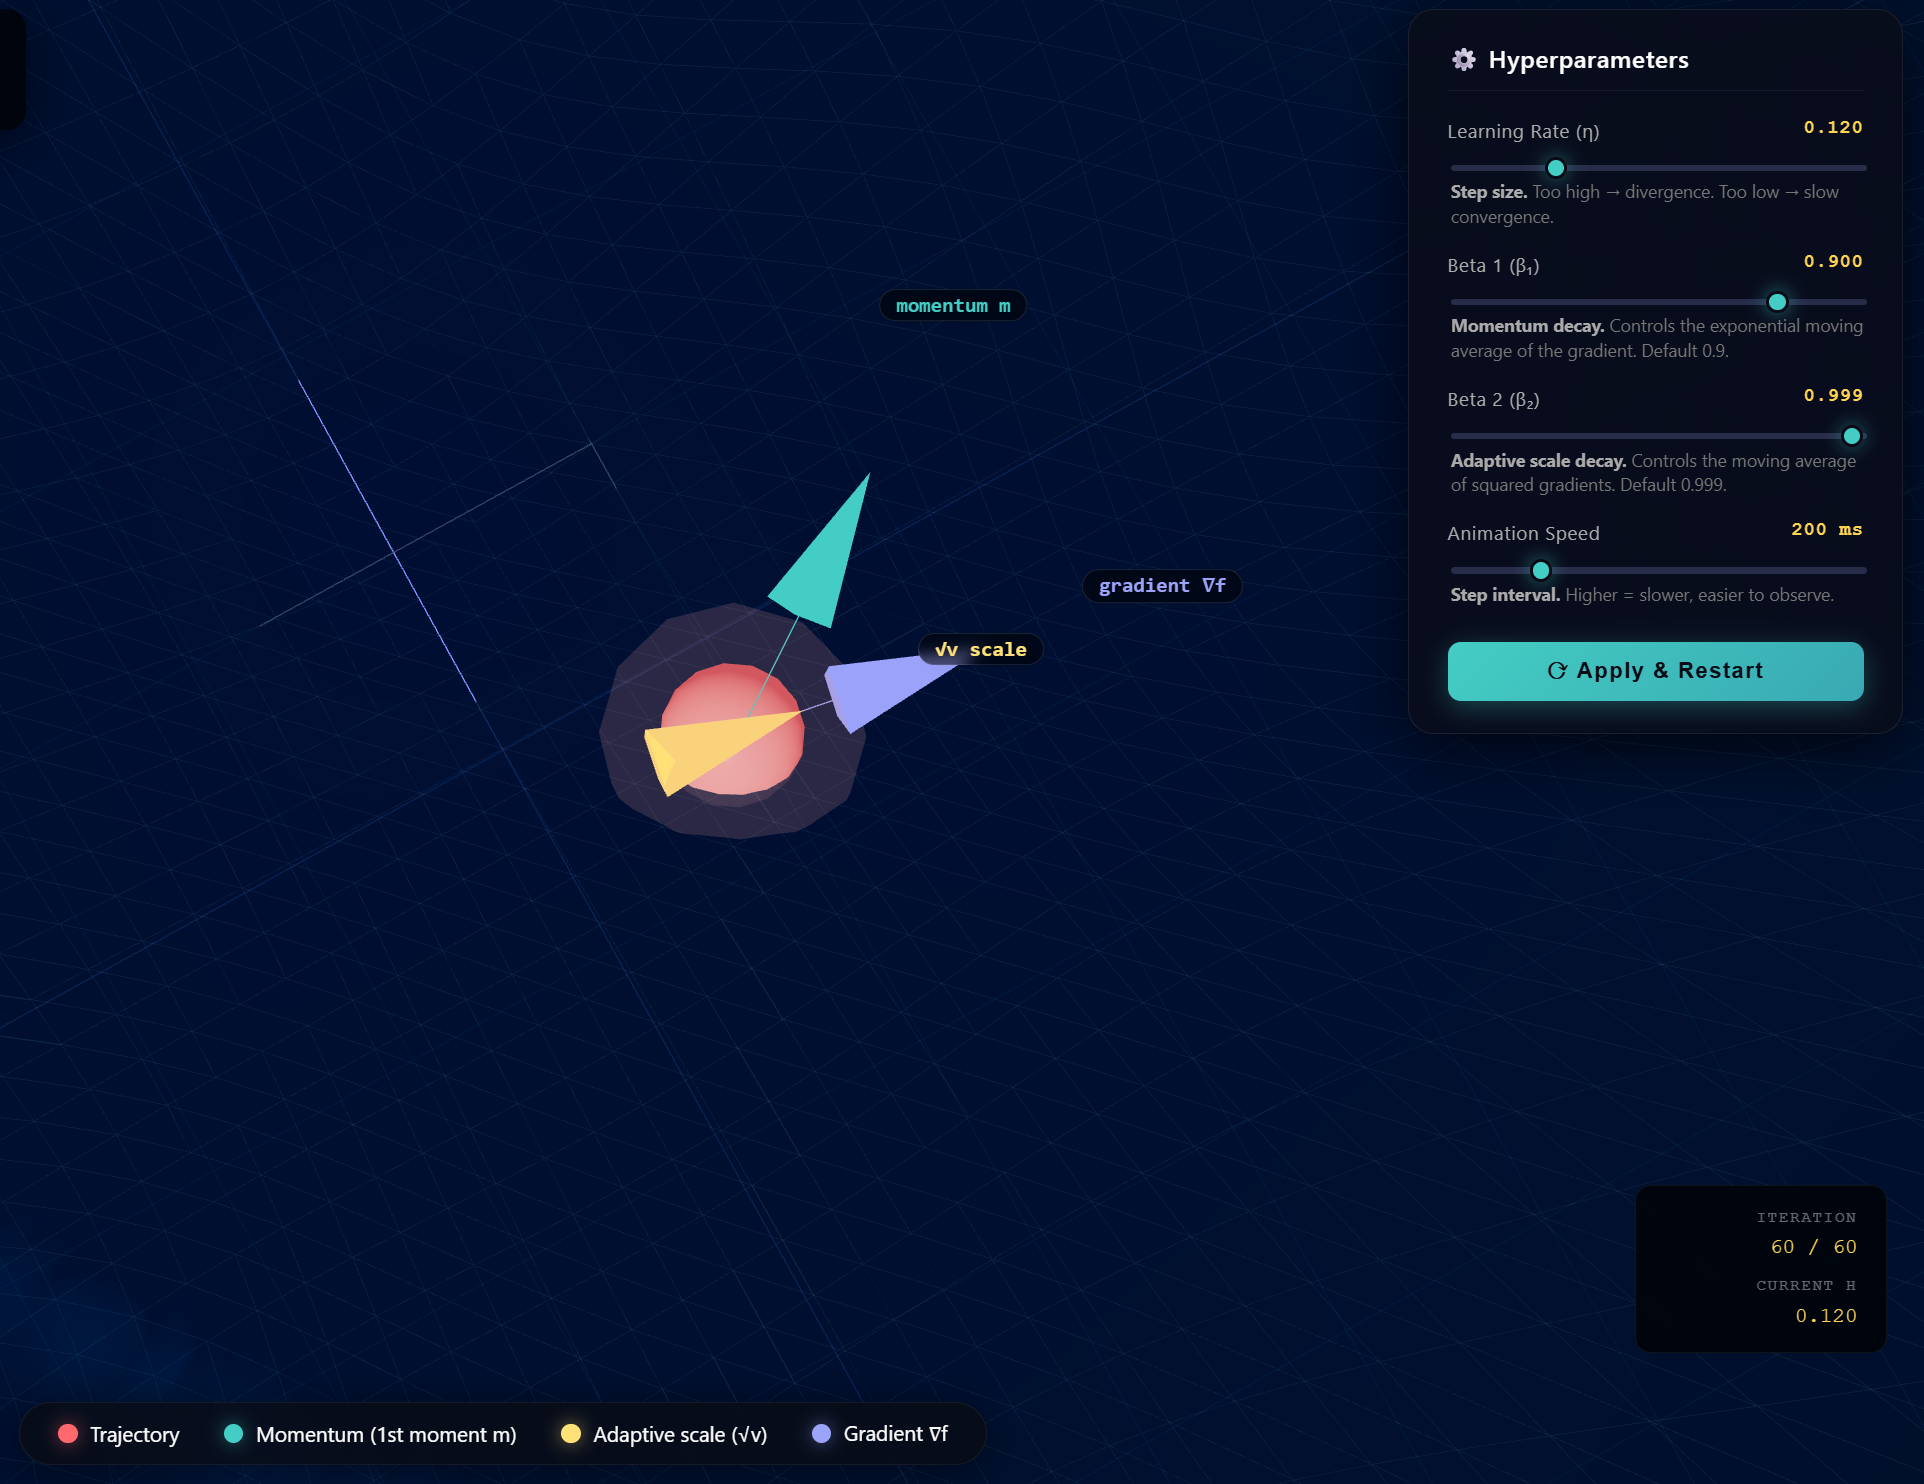 Hyperparameters
Learning Rate (η) 0.120
Step size. Too high → divergence. Too low → slow
convergence.
Beta 1 (β₁) 0.900
Momentum decay. Controls the exponential moving
average of the gradient. Default 0.9.
Beta 2 (β₂) 0.999
Adaptive scale decay. Controls the moving average
of squared gradients. Default 0.999.
Animation Speed 200 ms
Step interval. Higher = slower, easier to observe.
⟳ Apply & Restart
momentum m
gradient ∇f
√v scale
ITERATION
60 / 60
CURRENT Η
0.120
Trajectory Momentum (1st moment m) Adaptive scale (√v) Gradient ∇f